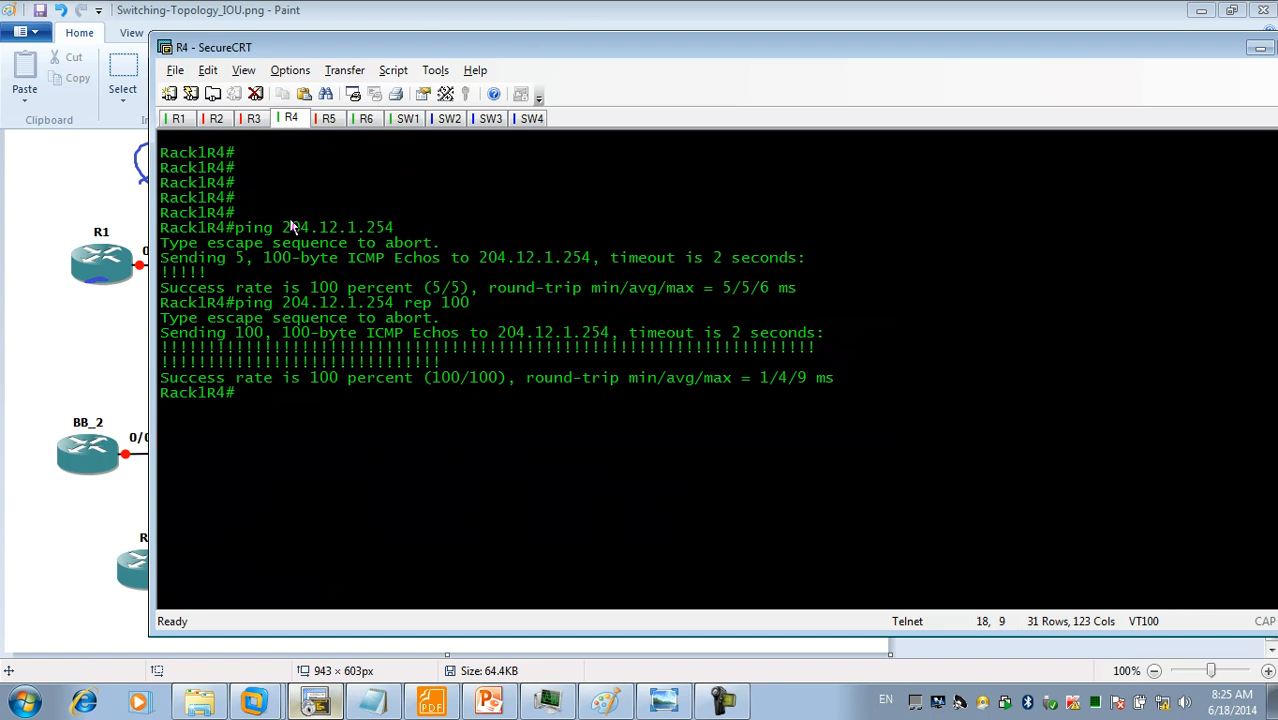 Switching-Topology_IOU.png - Paint
Home
View
Cut
Copy
Paste
Select
Clipboard
R4 - SecureCRT
File Edit View Options Transfer Script Tools Help
R1 R2 R3 R4 R5 R6 SW1 SW2 SW3 SW4
Rack1R4#
Rack1R4#
Rack1R4#
Rack1R4#
Rack1R4#
Rack1R4#ping 204.12.1.254
Type escape sequence to abort.
Sending 5, 100-byte ICMP Echos to 204.12.1.254, timeout is 2 seconds:
!!!!!
Success rate is 100 percent (5/5), round-trip min/avg/max = 5/5/6 ms
Rack1R4#ping 204.12.1.254 rep 100
Type escape sequence to abort.
Sending 100, 100-byte ICMP Echos to 204.12.1.254, timeout is 2 seconds:
!!!!!!!!!!!!!!!!!!!!!!!!!!!!!!!!!!!!!!!!!!!!!!!!!!!!!!!!!!!!!!!!!!!!!!
!!!!!!!!!!!!!!!!!!!!!!!!!!!!!!
Success rate is 100 percent (100/100), round-trip min/avg/max = 1/4/9 ms
Rack1R4#
R1
BB_2
0/0
R
Ready
Telnet 18, 9 31 Rows, 123 Cols VT100 CAP
943 × 603px
Size: 64.4KB
100%
PDF
EN
8:25 AM
6/18/2014